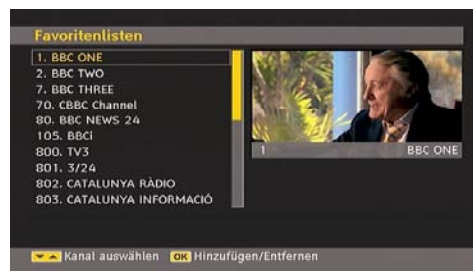 Favoritenlisten
1. BBC ONE
2. BBC TWO
7. BBC THREE
70. CBBC Channel
80. BBC NEWS 24
105. BBCi
800. TV3
801. 3/24
802. CATALUNYA RÀDIO
803. CATALUNYA INFORMACIÓ
1 BBC ONE
Kanal auswählen OK Hinzufügen/Entfernen